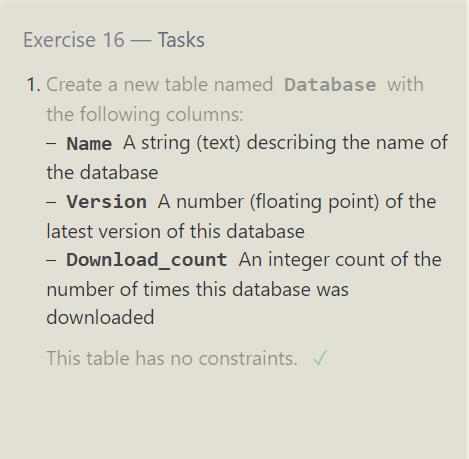 Exercise 16 — Tasks
1. Create a new table named Database with
the following columns:
– Name A string (text) describing the name of
the database
– Version A number (floating point) of the
latest version of this database
– Download_count An integer count of the
number of times this database was
downloaded
This table has no constraints. ✓